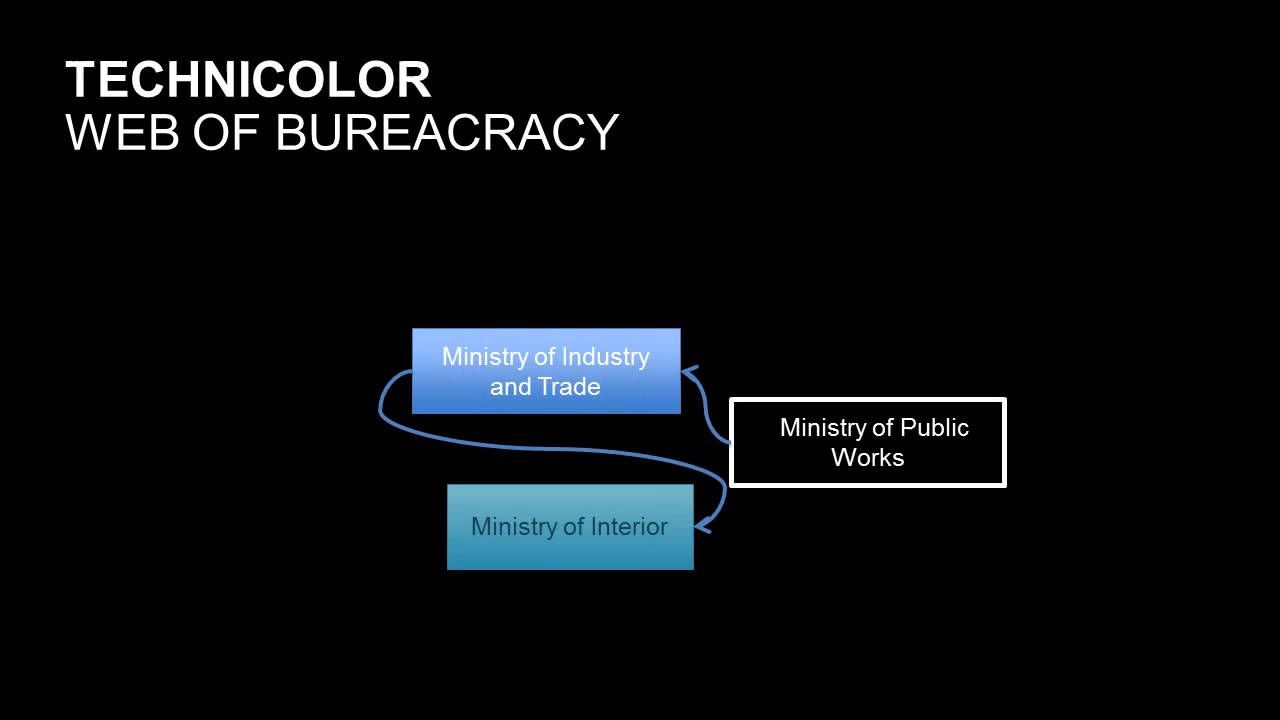 TECHNICOLOR
WEB OF BUREACRACY
Ministry of Industry
and Trade
Ministry of Public
Works
Ministry of Interior